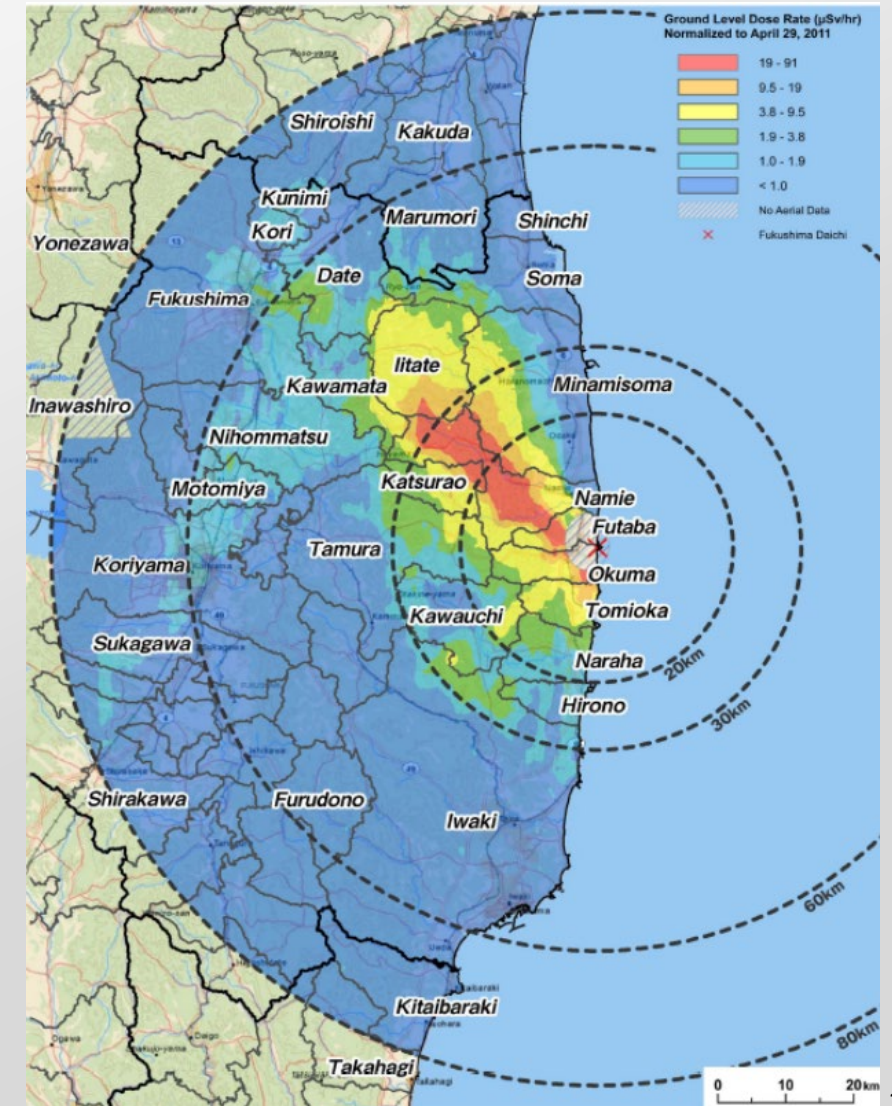 Ground Level Dose Rate (µSv/hr)
Normalized to April 29, 2011
19 - 91
9.5 - 19
3.8 - 9.5
1.9 - 3.8
1.0 - 1.9
< 1.0
No Aerial Data
Fukushima Daichi
Shiroishi
Kakuda
Kunimi
Marumori
Shinchi
Kori
Yonezawa
Date
Soma
Fukushima
Iitate
Kawamata
Minamisoma
Inawashiro
Nihommatsu
Katsurao
Motomiya
Namie
Futaba
Tamura
Koriyama
Okuma
Tomioka
Kawauchi
Sukagawa
Naraha
20km
Hirono
30km
Shirakawa
Furudono
Iwaki
60km
Kitaibaraki
80km
Takahagi
0 10 20km